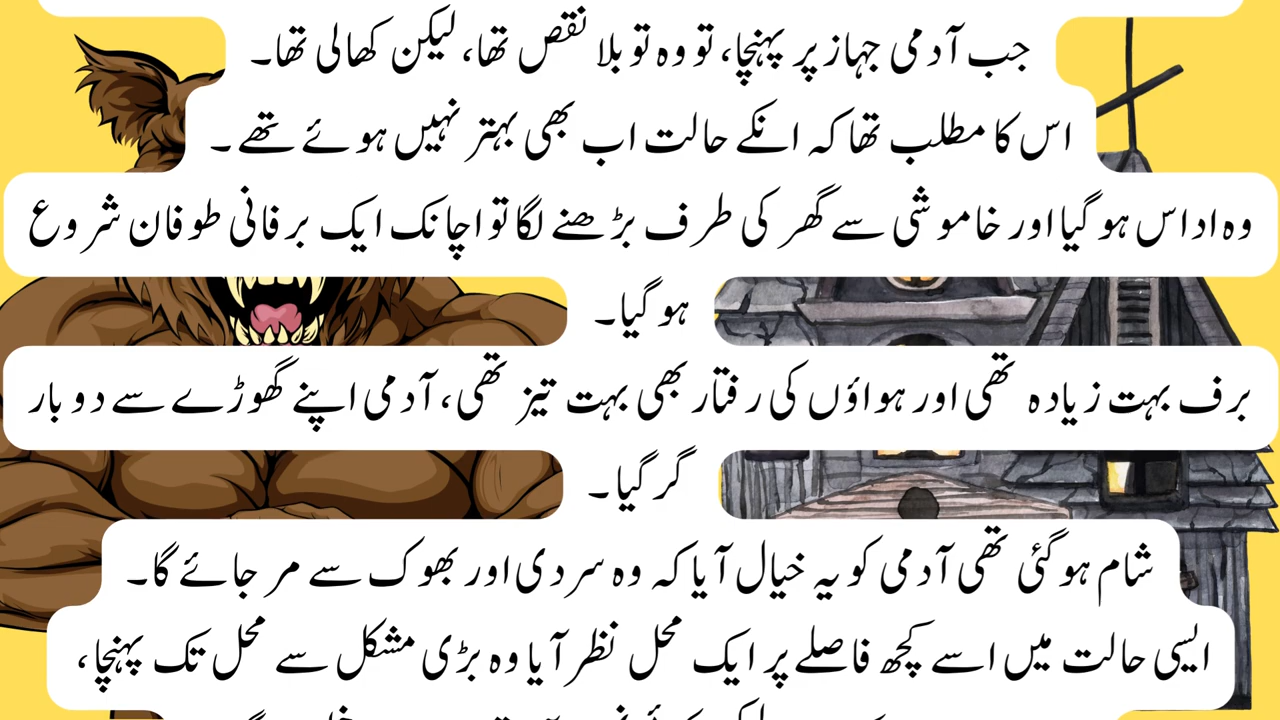 جب آدمی جہاز پر پہنچا، تو وہ تو بلا نقص تھا، لیکن کھالی تھا۔
اس کا مطلب تھا کہ انکے حالت اب بھی بہتر نہیں ہوئے تھے۔
وہ اداس ہو گیا اور خاموشی سے گھر کی طرف بڑھنے لگا تو اچانک ایک برفانی طوفان شروع
ہو گیا۔
برف بہت زیادہ تھی اور ہواؤں کی رفتار بھی بہت تیز تھی، آدمی اپنے گھوڑے سے دو بار
گر گیا۔
شام ہوگئی تھی آدمی کو یہ خیال آیا کہ وہ سردی اور بھوک سے مر جائے گا۔
ایسی حالت میں اسے کچھ فاصلے پر ایک محل نظر آیا وہ بڑی مشکل سے محل تک پہنچا،